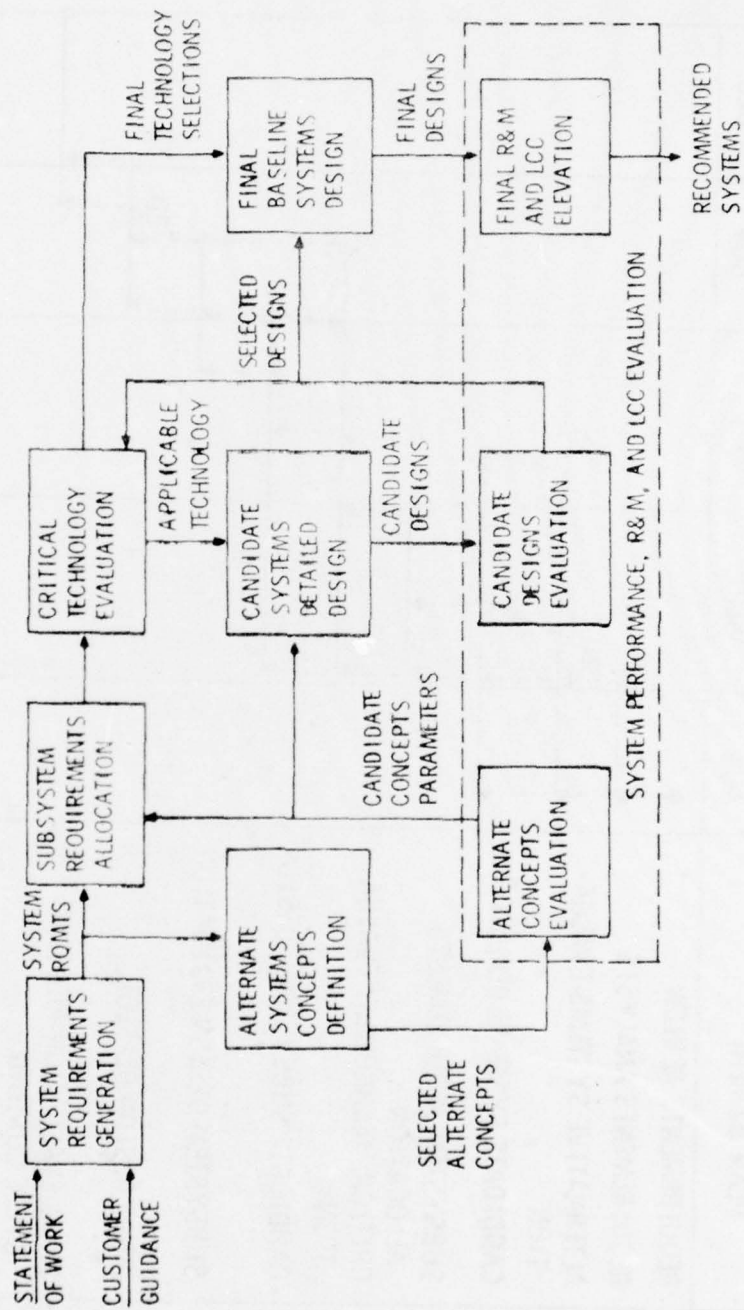 STATEMENT
OF WORK
CUSTOMER
GUIDANCE
SYSTEM
REQUIREMENTS
GENERATION
SYSTEM
RQMTS
SUBSYSTEM
REQUIREMENTS
ALLOCATION
CRITICAL
TECHNOLOGY
EVALUATION
FINAL
TECHNOLOGY
SELECTIONS
ALTERNATE
SYSTEMS
CONCEPTS
DEFINITION
APPLICABLE
TECHNOLOGY
CANDIDATE
SYSTEMS
DETAILED
DESIGN
SELECTED
DESIGNS
FINAL
BASELINE
SYSTEMS
DESIGN
SELECTED
ALTERNATE CONCEPTS
CANDIDATE
CONCEPTS
PARAMETERS
CANDIDATE DESIGNS
FINAL DESIGNS
ALTERNATE
CONCEPTS
EVALUATION
CANDIDATE
DESIGNS
EVALUATION
FINAL R&M
AND LCC
ELEVATION
SYSTEM PERFORMANCE, R&M, AND LCC EVALUATION
RECOMMENDED
SYSTEMS